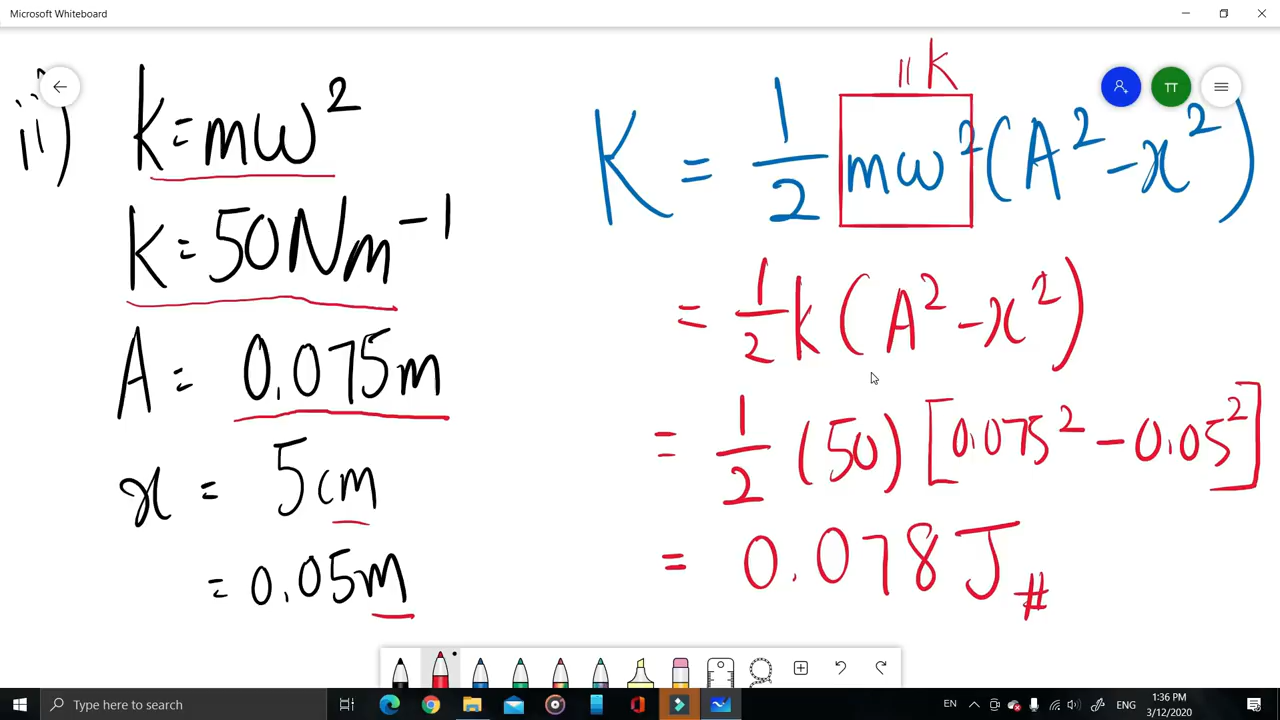 Microsoft Whiteboard
ii) k = mω²
k = 50Nm⁻¹
A = 0.075m
x = 5cm
= 0.05m
= k
K = ½ mω² (A² – x²)
= ½ k (A² – x²)
= ½ (50) [0.075² – 0.05²]
= 0.078 J #
TT
Type here to search
EN
ENG
1:36 PM
3/12/2020